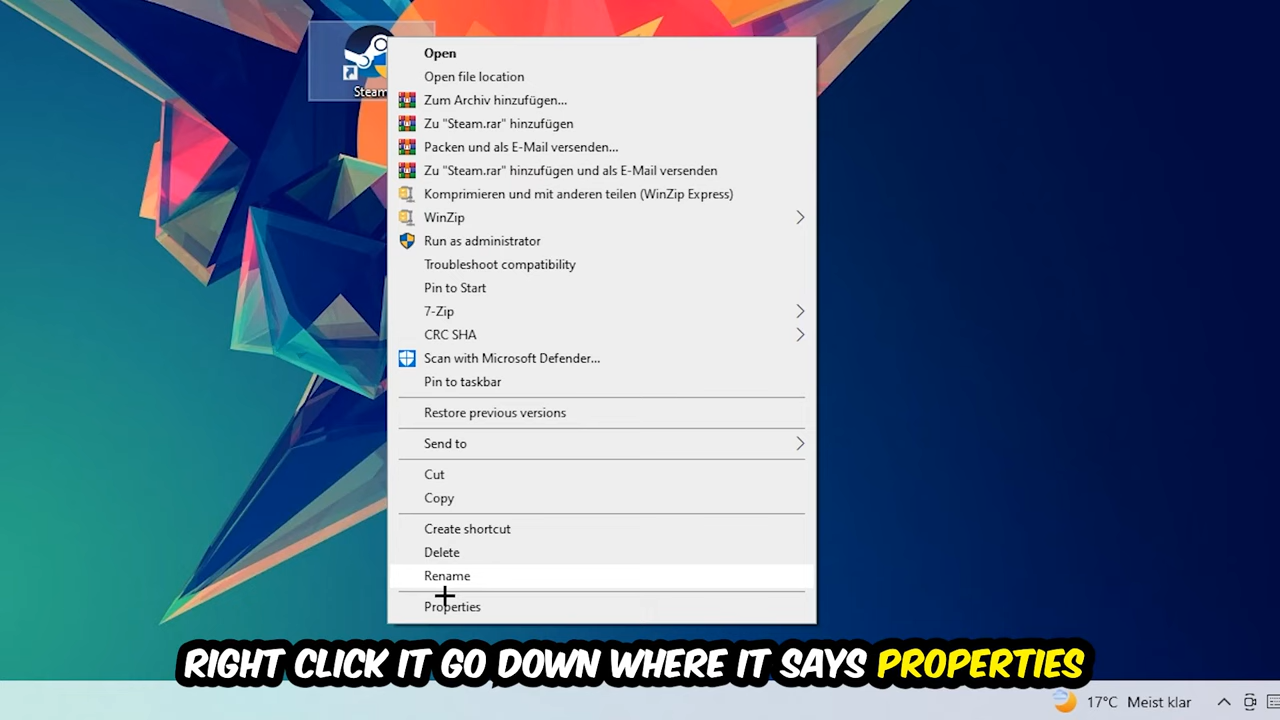 Steam
Open
Open file location
Zum Archiv hinzufügen...
Zu "Steam.rar" hinzufügen
Packen und als E-Mail versenden...
Zu "Steam.rar" hinzufügen und als E-Mail versenden
Komprimieren und mit anderen teilen (WinZip Express)
WinZip
Run as administrator
Troubleshoot compatibility
Pin to Start
7-Zip
CRC SHA
Scan with Microsoft Defender...
Pin to taskbar
Restore previous versions
Send to
Cut
Copy
Create shortcut
Delete
Rename
Properties
RIGHT CLICK IT GO DOWN WHERE IT SAYS PROPERTIES
17°C Meist klar